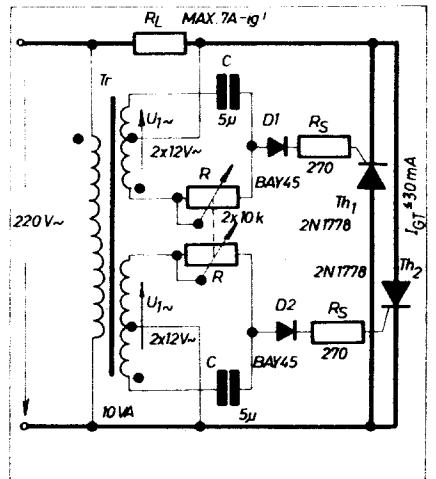 R_L MAX. 7A-ig!
Tr
C
5µ
U₁~
2x12V~
D1
R_S
270
BAY45
R
2x10k
Th₁
2N1778
I_GT ≤30mA
220V~
2N1778
Th₂
R
U₁~
2x12V~
D2
R_S
270
BAY45
C
5µ
10VA